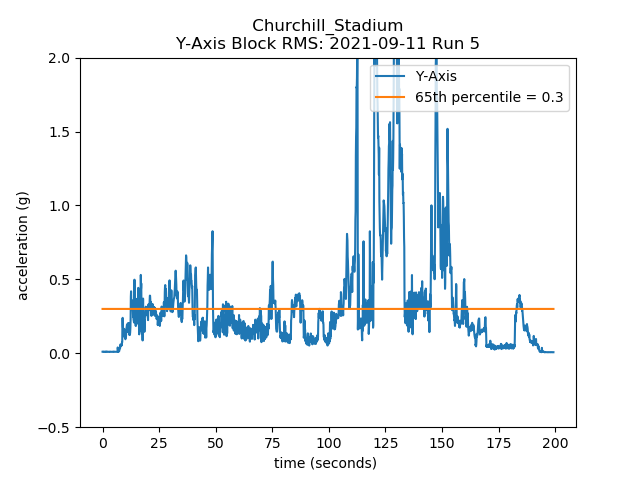 Churchill_Stadium
Y-Axis Block RMS: 2021-09-11 Run 5
Y-Axis
65th percentile = 0.3
acceleration (g)
2.0
1.5
1.0
0.5
0.0
−0.5
0 25 50 75 100 125 150 175 200
time (seconds)